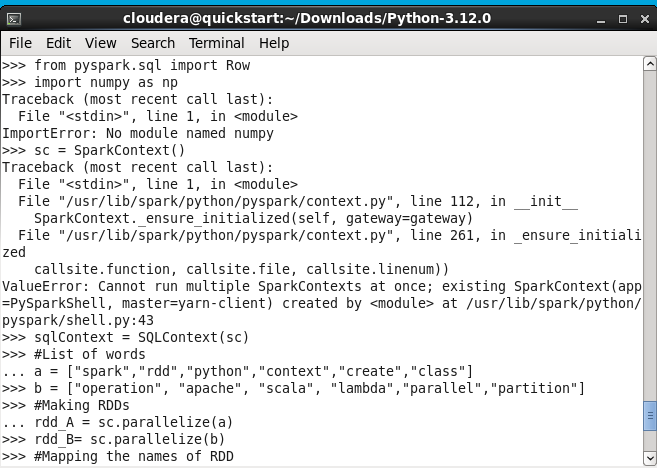 cloudera@quickstart:~/Downloads/Python-3.12.0
File Edit View Search Terminal Help
>>> from pyspark.sql import Row
>>> import numpy as np
Traceback (most recent call last):
  File "<stdin>", line 1, in <module>
ImportError: No module named numpy
>>> sc = SparkContext()
Traceback (most recent call last):
  File "<stdin>", line 1, in <module>
  File "/usr/lib/spark/python/pyspark/context.py", line 112, in __init__
    SparkContext._ensure_initialized(self, gateway=gateway)
  File "/usr/lib/spark/python/pyspark/context.py", line 261, in _ensure_initiali
zed
    callsite.function, callsite.file, callsite.linenum))
ValueError: Cannot run multiple SparkContexts at once; existing SparkContext(app
=PySparkShell, master=yarn-client) created by <module> at /usr/lib/spark/python/
pyspark/shell.py:43
>>> sqlContext = SQLContext(sc)
>>> #List of words
... a = ["spark","rdd","python","context","create","class"]
>>> b = ["operation", "apache", "scala", "lambda","parallel","partition"]
>>> #Making RDDs
... rdd_A = sc.parallelize(a)
>>> rdd_B= sc.parallelize(b)
>>> #Mapping the names of RDD